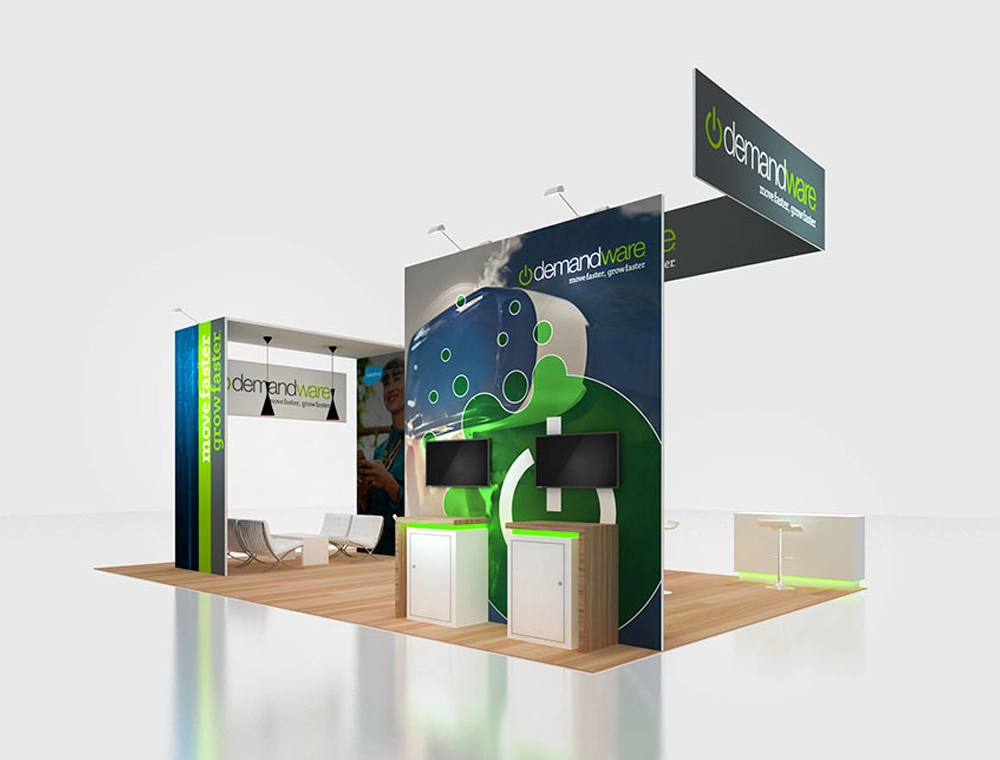 demandware
move faster, grow faster
demandware
move faster, grow faster
e
r.
move faster
grow faster.
demandware
move faster, grow faster